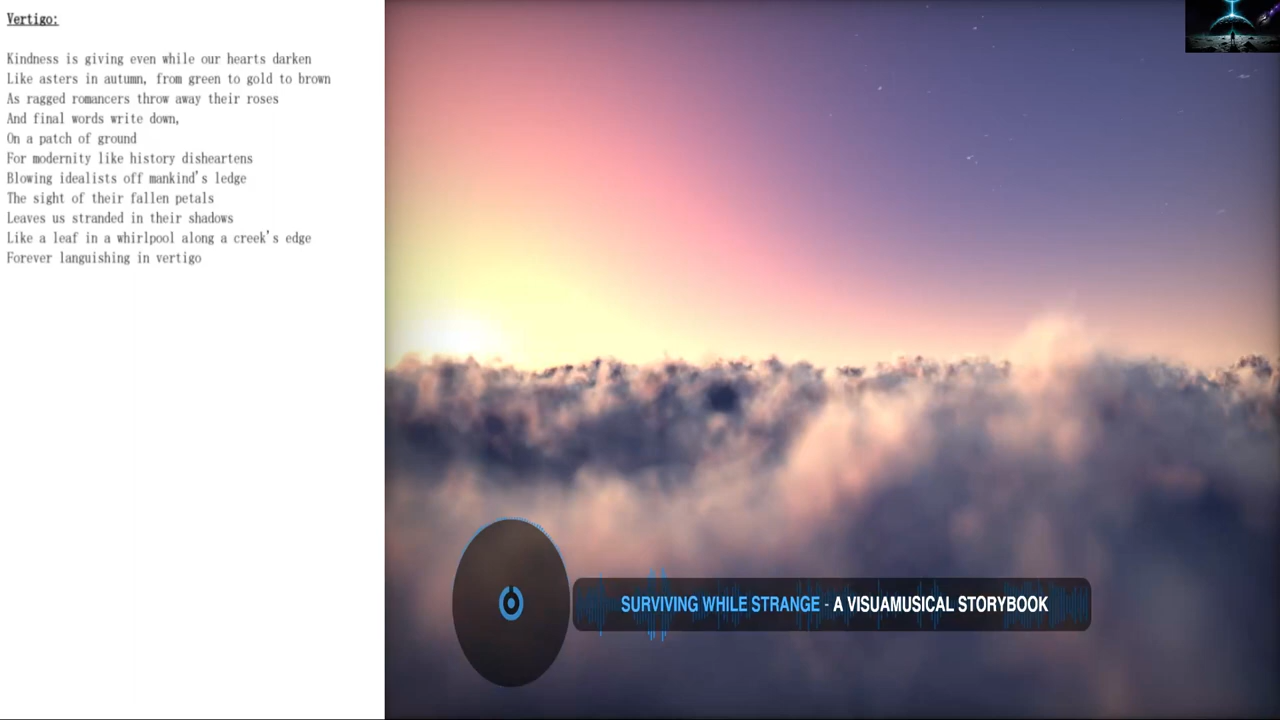 Vertigo:
Kindness is giving even while our hearts darken
Like asters in autumn, from green to gold to brown
As ragged romancers throw away their roses
And final words write down,
On a patch of ground
For modernity like history disheartens
Blowing idealists off mankind's ledge
The sight of their fallen petals
Leaves us stranded in their shadows
Like a leaf in a whirlpool along a creek's edge
Forever languishing in vertigo
SURVIVING WHILE STRANGE - A VISUAMUSICAL STORYBOOK